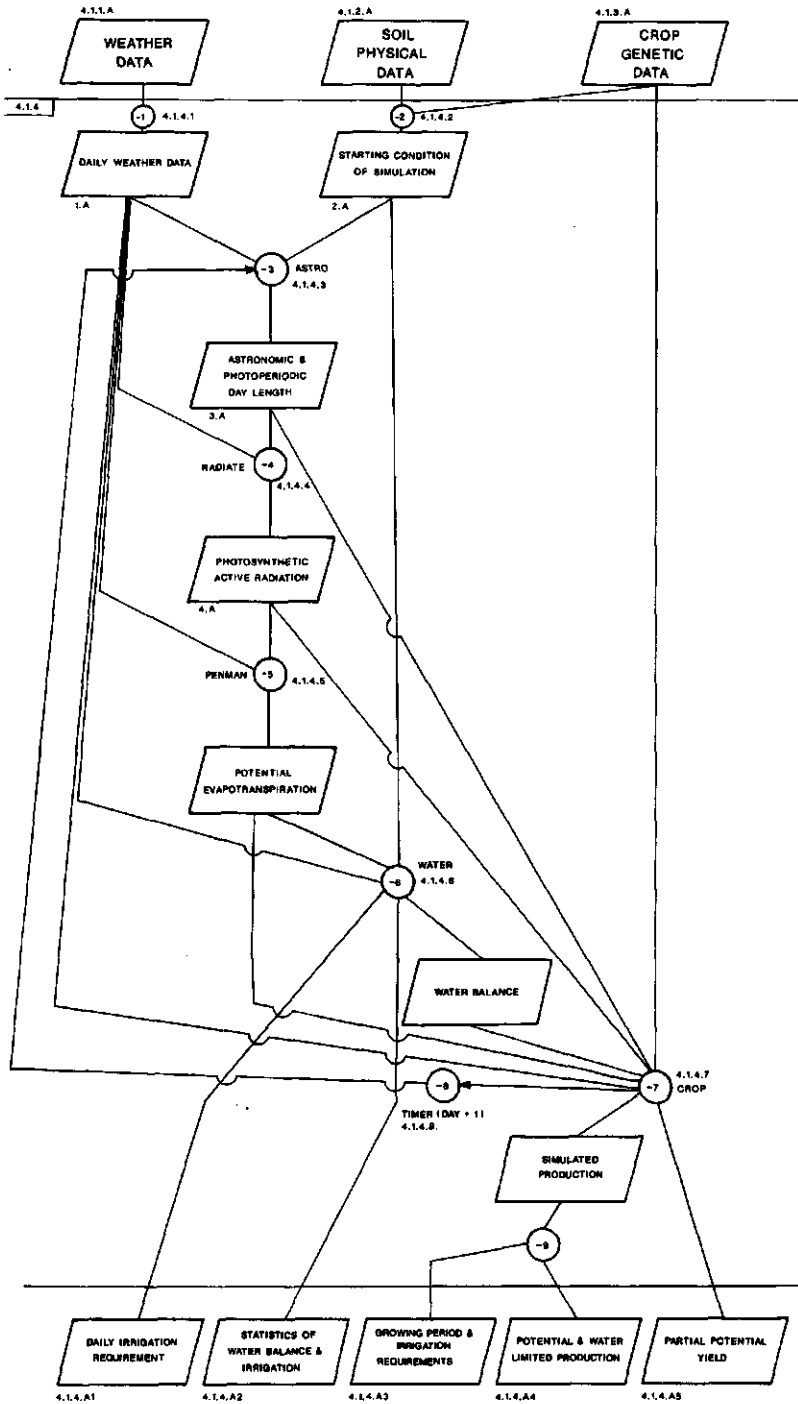 4.1.1.A
4.1.2.A
4.1.3.A
WEATHER
DATA
SOIL
PHYSICAL
DATA
CROP
GENETIC
DATA
4.1.4
-1
4.1.4.1
-2
4.1.4.2
DAILY WEATHER DATA
STARTING CONDITION
OF SIMULATION
1.A
2.A
-3
ASTRO
4.1.4.3
ASTRONOMIC &
PHOTOPERIODIC
DAY LENGTH
3.A
RADIATE
-4
4.1.4.4
PHOTOSYNTHETIC
ACTIVE RADIATION
4.A
PENMAN
-5
4.1.4.5
POTENTIAL
EVAPOTRANSPIRATION
WATER
-6
4.1.4.6
WATER BALANCE
4.1.4.7
-7
CROP
-8
TIMER (DAY + 1)
4.1.4.8.
SIMULATED
PRODUCTION
-9
DAILY IRRIGATION
REQUIREMENT
STATISTICS OF
WATER BALANCE &
IRRIGATION
GROWING PERIOD &
IRRIGATION
REQUIREMENTS
POTENTIAL & WATER
LIMITED PRODUCTION
PARTIAL POTENTIAL
YIELD
4.1.4.A1
4.1.4.A2
4.1.4.A3
4.1.4.A4
4.1.4.A5